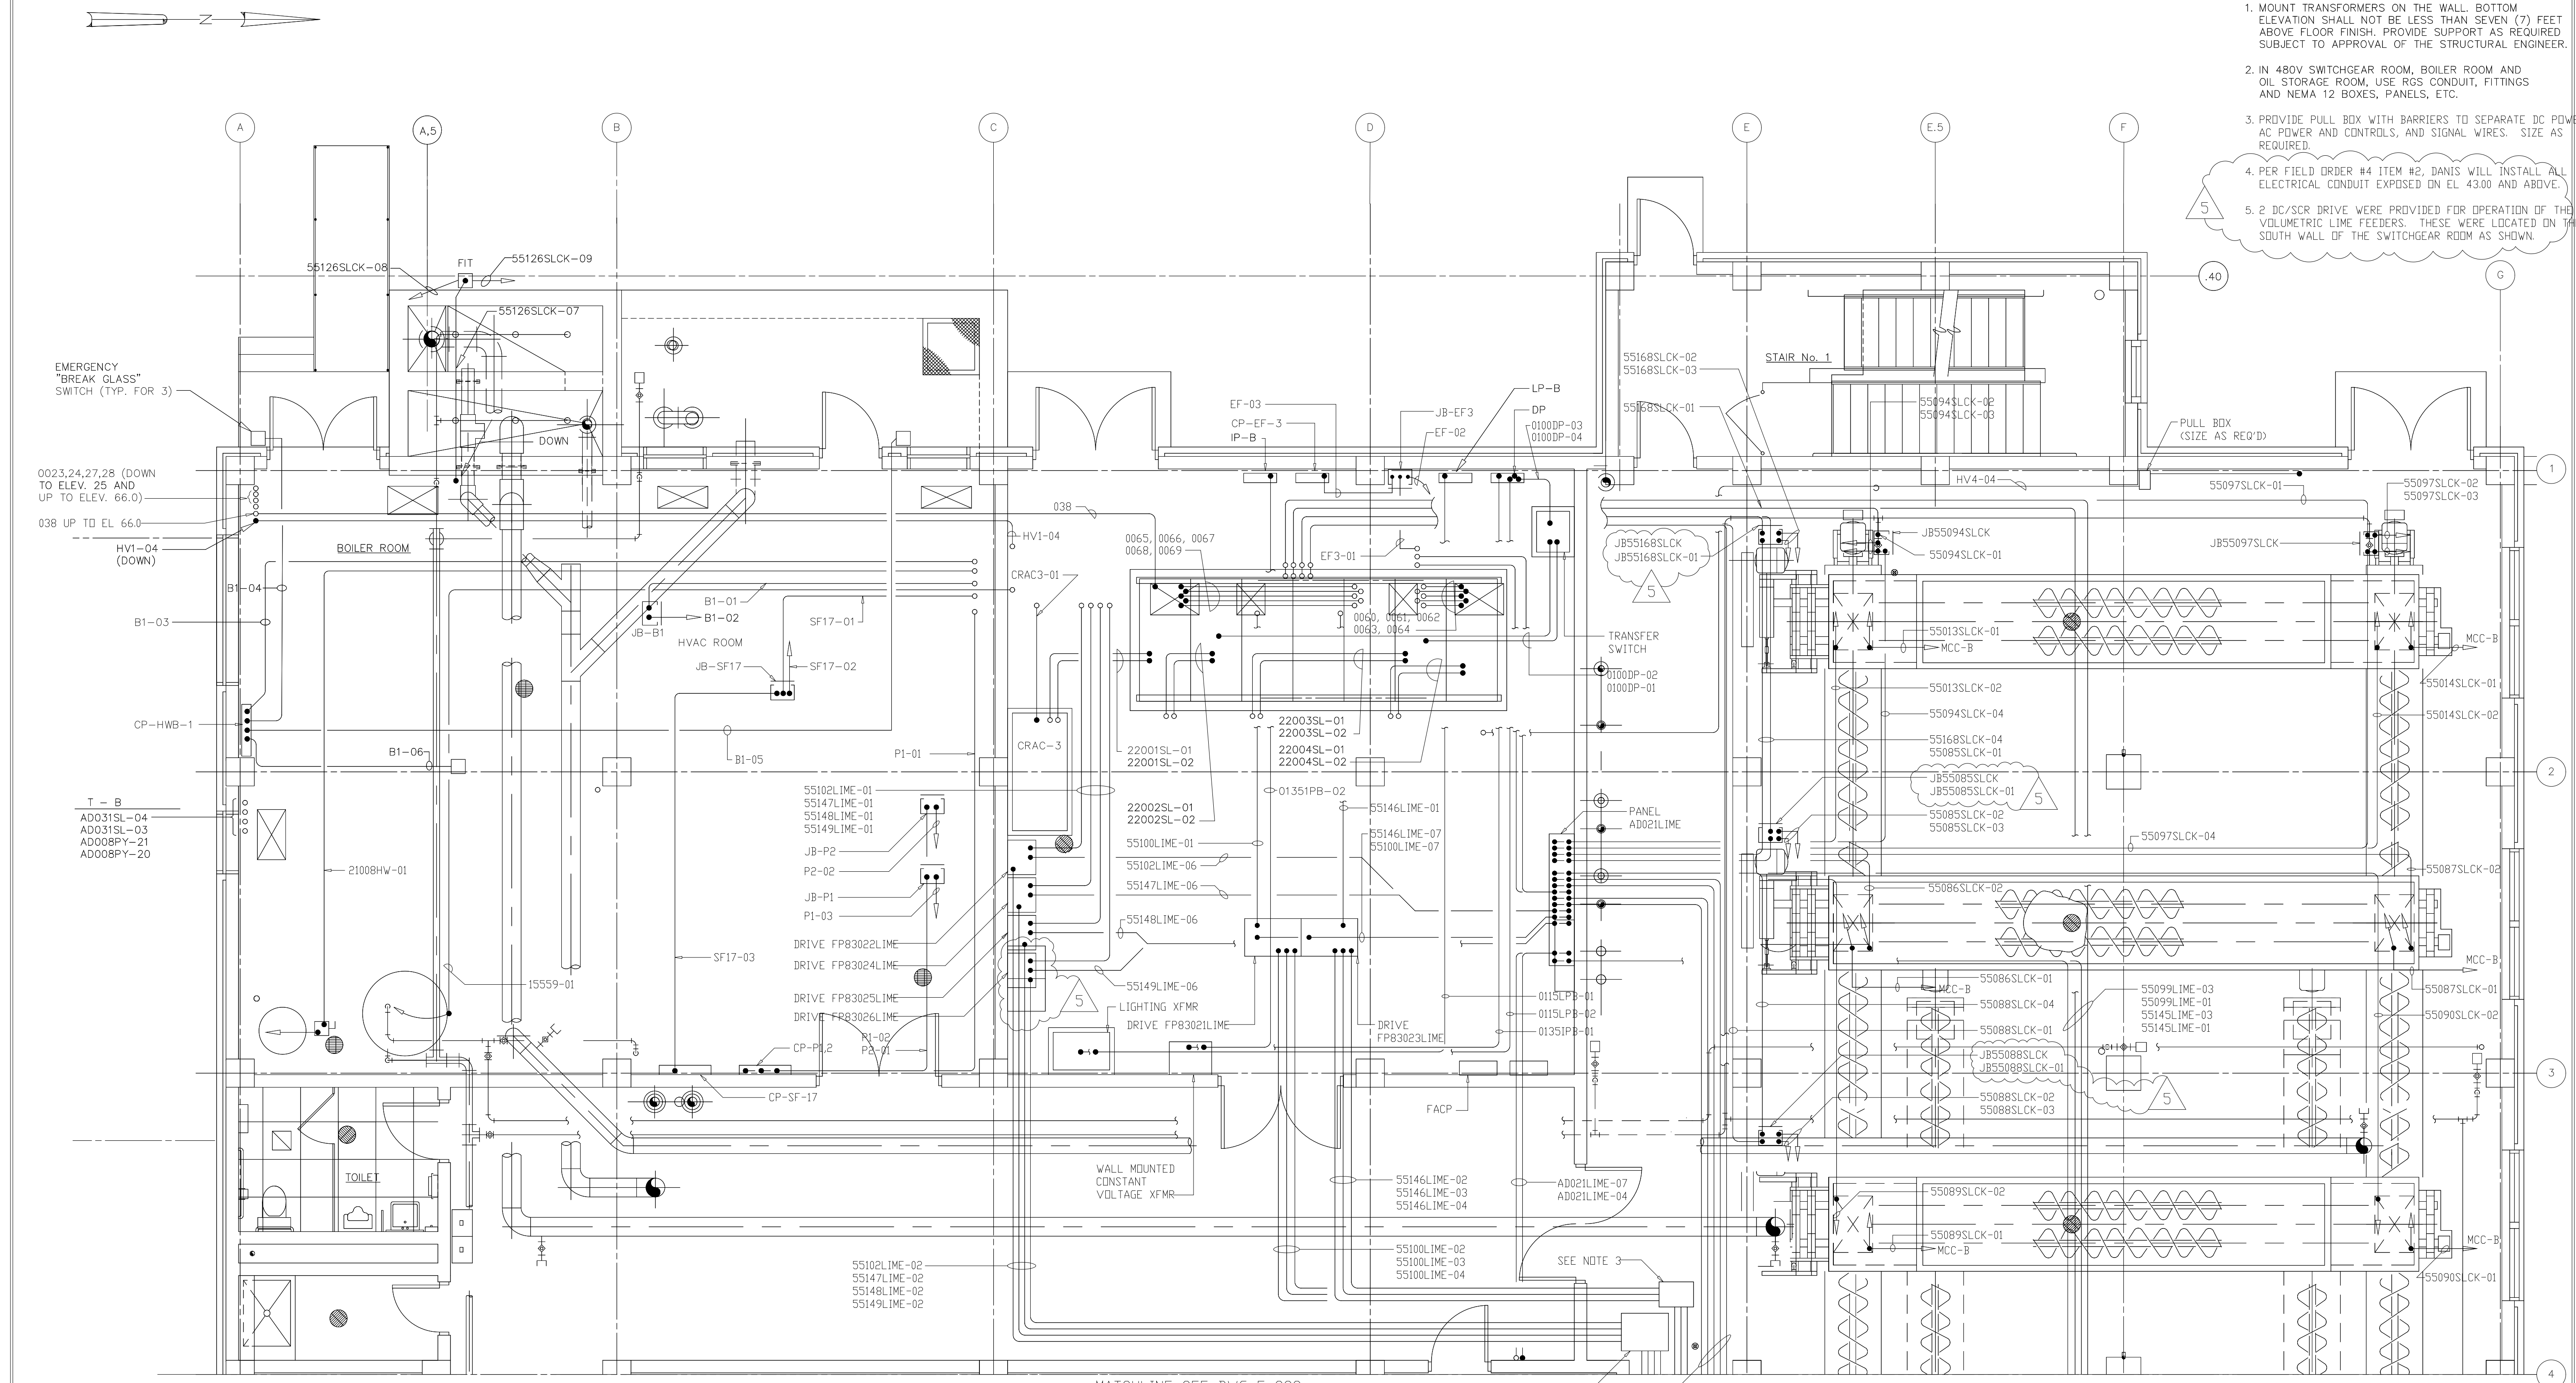 N
1. MOUNT TRANSFORMERS ON THE WALL. BOTTOM
ELEVATION SHALL NOT BE LESS THAN SEVEN (7) FEET
ABOVE FLOOR FINISH. PROVIDE SUPPORT AS REQUIRED
SUBJECT TO APPROVAL OF THE STRUCTURAL ENGINEER.
2. IN 480V SWITCHGEAR ROOM, BOILER ROOM AND
OIL STORAGE ROOM, USE RGS CONDUIT, FITTINGS
AND NEMA 12 BOXES, PANELS, ETC.
3. PROVIDE PULL BOX WITH BARRIERS TO SEPARATE DC POWE
AC POWER AND CONTROLS, AND SIGNAL WIRES. SIZE AS
REQUIRED.
4. PER FIELD ORDER #4 ITEM #2, DANIS WILL INSTALL ALL
ELECTRICAL CONDUIT EXPOSED ON EL 43.00 AND ABOVE.
5
5. 2 DC/SCR DRIVE WERE PROVIDED FOR OPERATION OF THE
VOLUMETRIC LIME FEEDERS. THESE WERE LOCATED ON TH
SOUTH WALL OF THE SWITCHGEAR ROOM AS SHOWN.
A
A,5
B
C
D
E
E.5
F
G
.40
1
2
3
4
55126SLCK-08
FIT
55126SLCK-09
55126SLCK-07
EMERGENCY
"BREAK GLASS"
SWITCH (TYP. FOR 3)
DOWN
0023,24,27,28 (DOWN
TO ELEV. 25 AND
UP TO ELEV. 66.0)
038 UP TO EL 66.0
HV1-04
(DOWN)
BOILER ROOM
B1-04
B1-03
CP-HWB-1
B1-06
T - B
AD031SL-04
AD031SL-03
AD008PY-21
AD008PY-20
21008HW-01
15559-01
TOILET
JB-B1
B1-01
B1-02
HVAC ROOM
JB-SF17
SF17-01
SF17-02
B1-05
P1-01
55102LIME-01
55147LIME-01
55148LIME-01
55149LIME-01
JB-P2
P2-02
JB-P1
P1-03
DRIVE FP83022LIME
DRIVE FP83024LIME
DRIVE FP83025LIME
DRIVE FP83026LIME
SF17-03
P1-02
P2-01
CP-P1,2
CP-SF-17
55102LIME-02
55147LIME-02
55148LIME-02
55149LIME-02
038
HV1-04
CRAC3-01
CRAC-3
0065, 0066, 0067
0068, 0069
EF-03
CP-EF-3
IP-B
JB-EF3
EF-02
LP-B
DP
0100DP-03
0100DP-04
EF3-01
0060, 0061, 0062
0063, 0064
TRANSFER
SWITCH
0100DP-02
0100DP-01
22001SL-01
22001SL-02
22002SL-01
22002SL-02
22003SL-01
22003SL-02
22004SL-01
22004SL-02
01351PB-02
55146LIME-01
55146LIME-07
55100LIME-07
55100LIME-01
55102LIME-06
55147LIME-06
55148LIME-06
55149LIME-06
5
LIGHTING XFMR
DRIVE FP83021LIME
DRIVE
FP83023LIME
PANEL
AD021LIME
0115LPB-01
0115LPB-02
01351PB-01
FACP
WALL MOUNTED
CONSTANT
VOLTAGE XFMR
55146LIME-02
55146LIME-03
55146LIME-04
AD021LIME-07
AD021LIME-04
55100LIME-02
55100LIME-03
55100LIME-04
SEE NOTE 3
55168SLCK-02
55168SLCK-03
55168SLCK-01
STAIR No. 1
55094SLCK-02
55094SLCK-03
PULL BOX
(SIZE AS REQ'D)
HV4-04
55097SLCK-01
55097SLCK-02
55097SLCK-03
JB55168SLCK
JB55168SLCK-01
5
JB55094SLCK
55094SLCK-01
JB55097SLCK
55013SLCK-01
MCC-B
MCC-B
55013SLCK-02
55014SLCK-01
55094SLCK-04
55014SLCK-02
55168SLCK-04
55085SLCK-01
JB55085SLCK
JB55085SLCK-01
5
55085SLCK-02
55085SLCK-03
55097SLCK-04
55087SLCK-02
55086SLCK-02
MCC-B
55086SLCK-01
MCC-B
55087SLCK-01
55088SLCK-04
55099LIME-03
55099LIME-01
55145LIME-03
55145LIME-01
55090SLCK-02
55088SLCK-01
JB55088SLCK
JB55088SLCK-01
5
55088SLCK-02
55088SLCK-03
55089SLCK-02
55089SLCK-01
MCC-B
MCC-B
55090SLCK-01